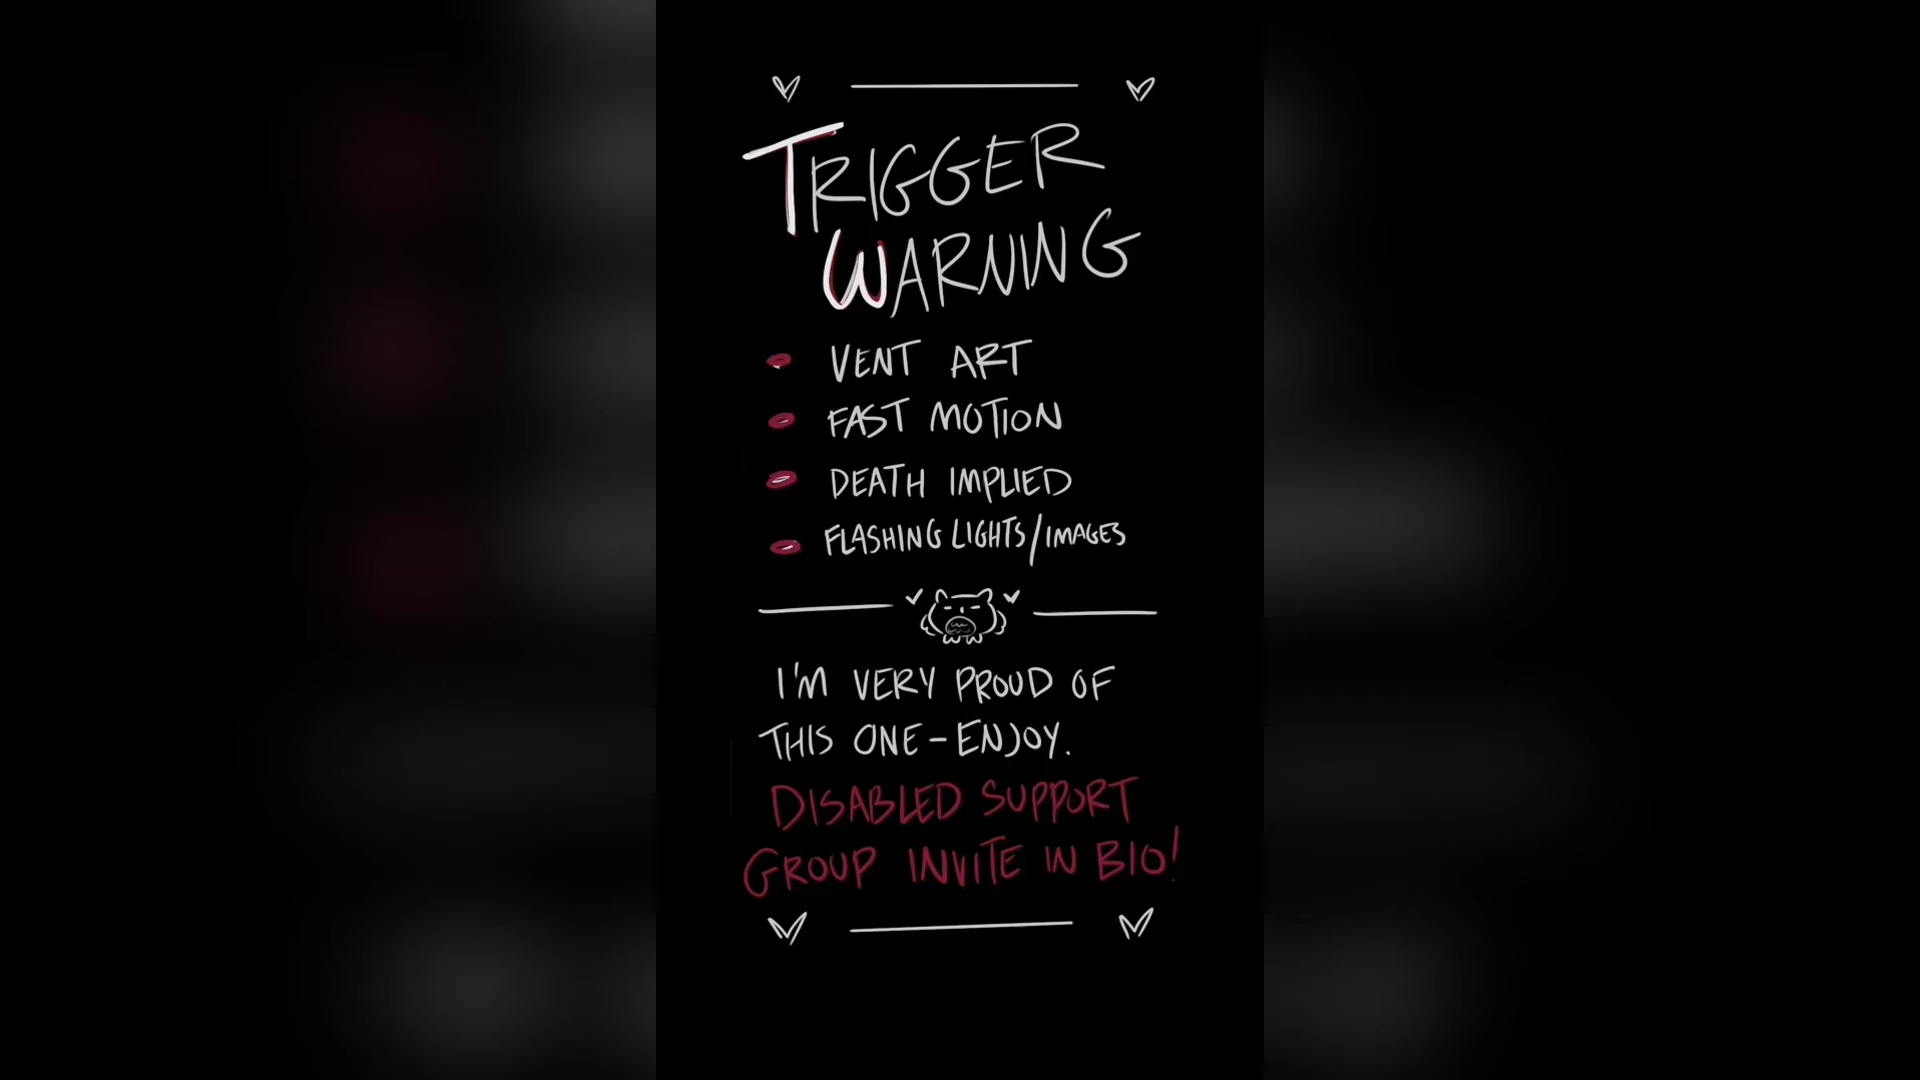 TRIGGER
WARNING
VENT ART
FAST MOTION
DEATH IMPLIED
FLASHING LIGHTS/IMAGES
I'M VERY PROUD OF
THIS ONE-ENJOY.
DISABLED SUPPORT
GROUP INVITE IN BIO!